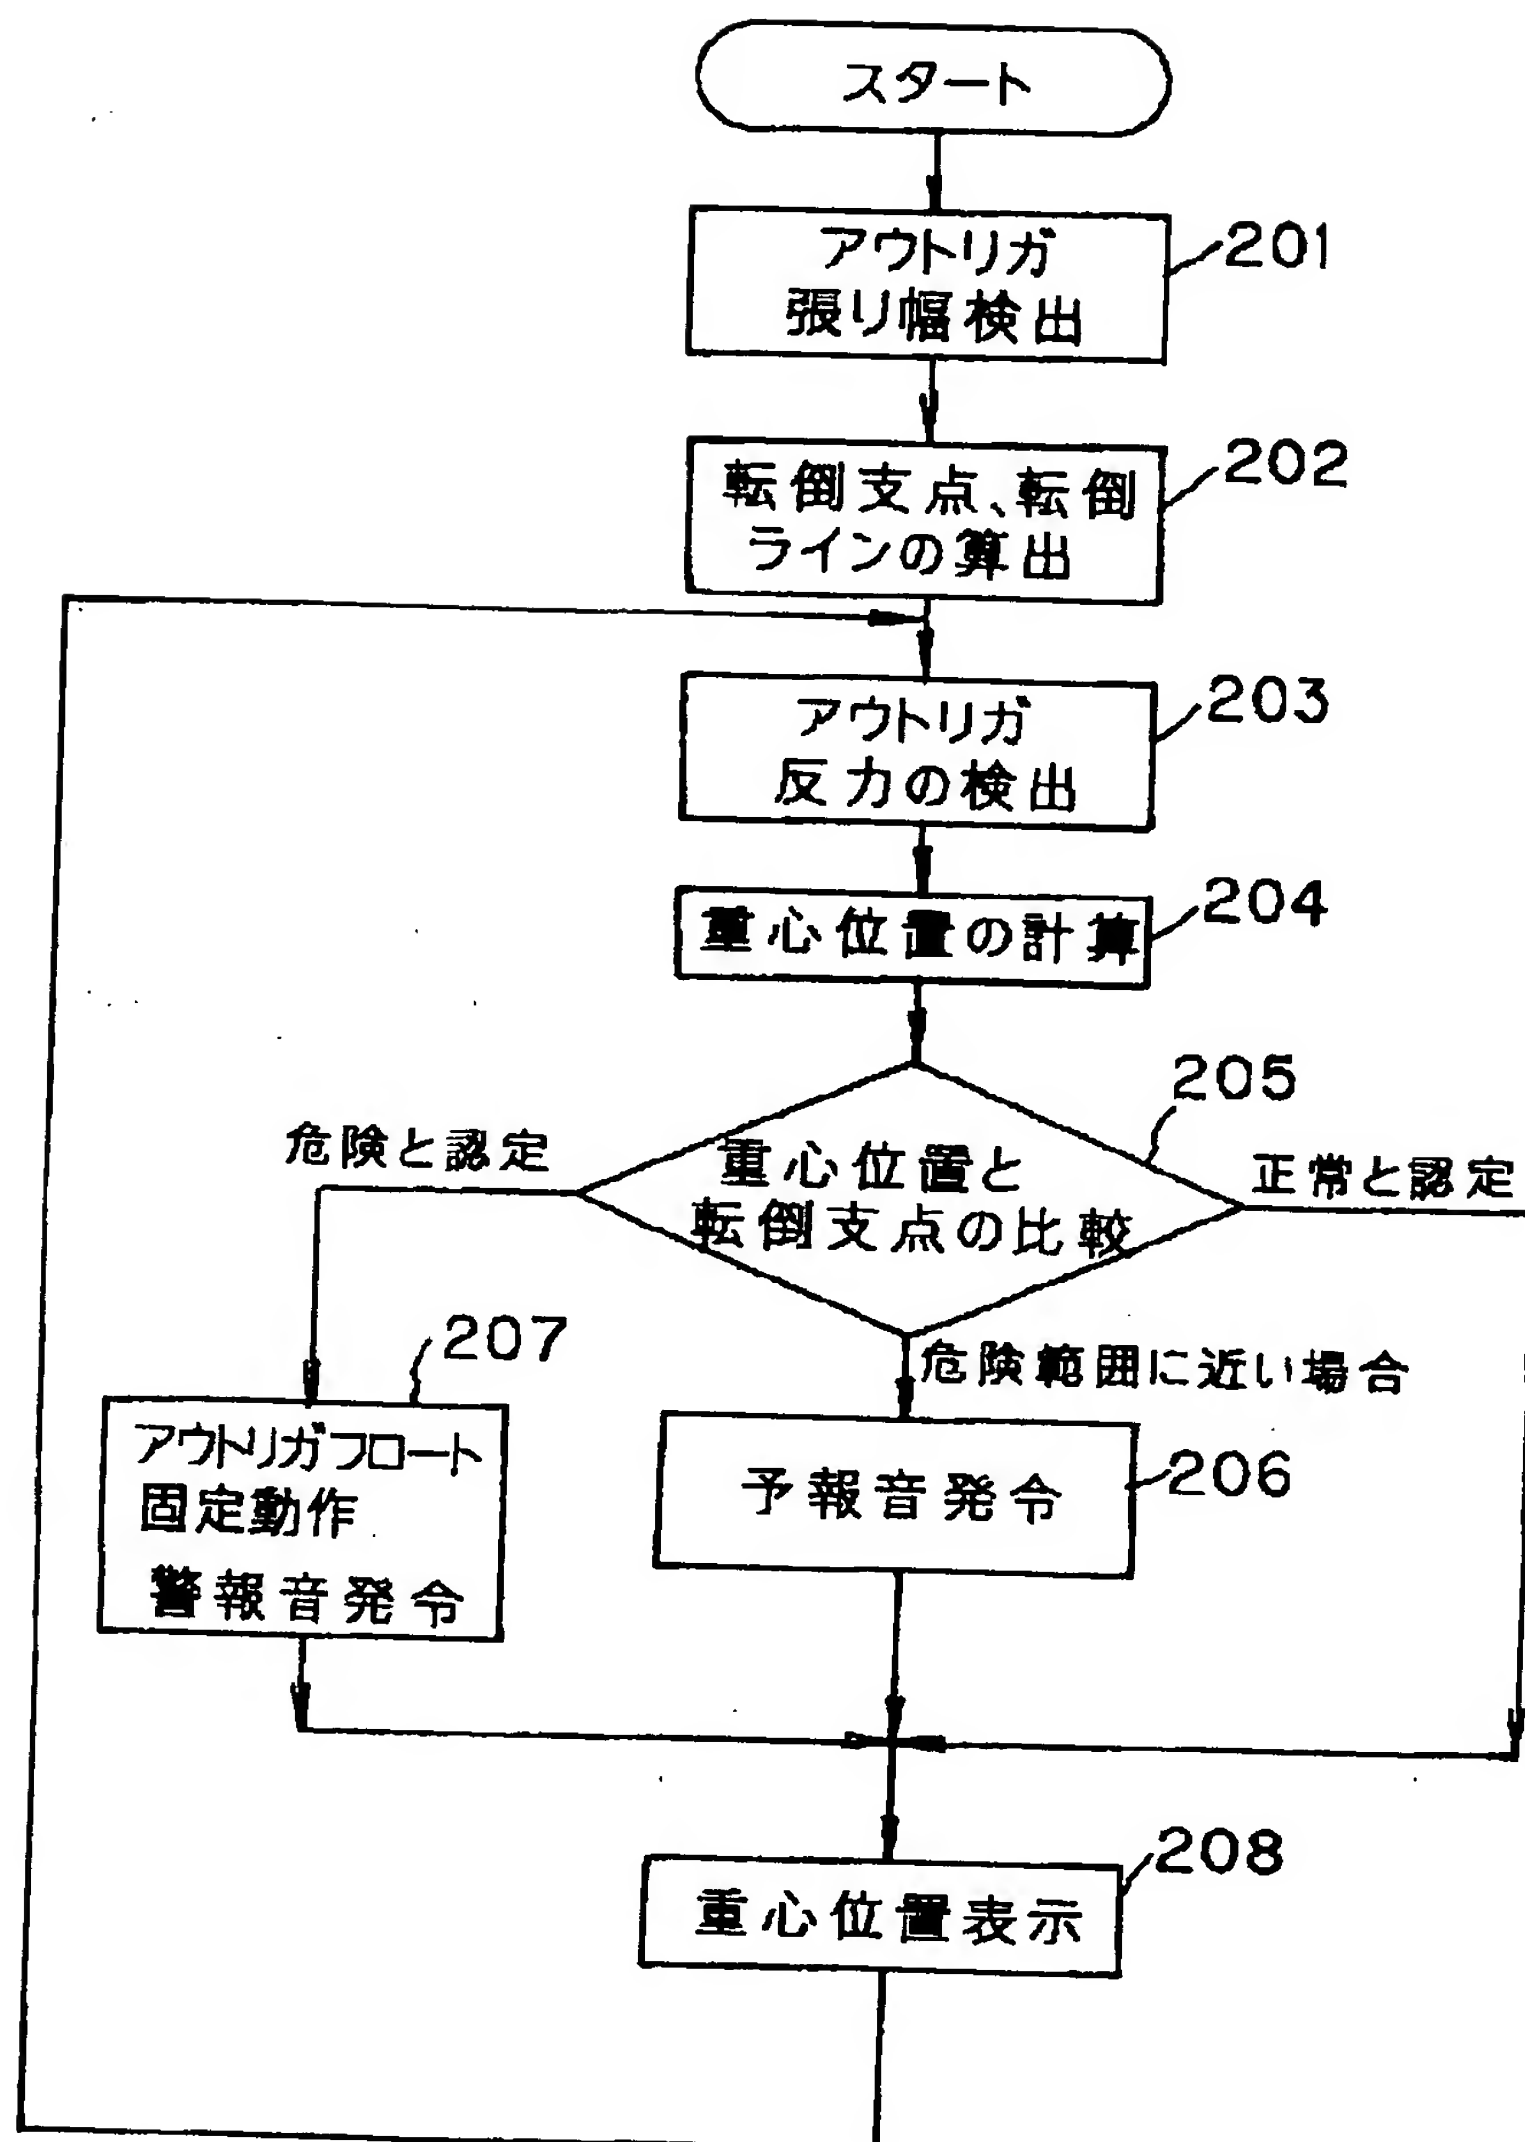 スタート
アウトリガ
張り幅検出
201
転倒支点、転倒
ラインの算出
202
アウトリガ
反力の検出
203
重心位置の計算
204
205
重心位置と
転倒支点の比較
危険と認定
正常と認定
危険範囲に近い場合
207
アウトリガフロート
固定動作
警報音発令
予報音発令
206
208
重心位置表示